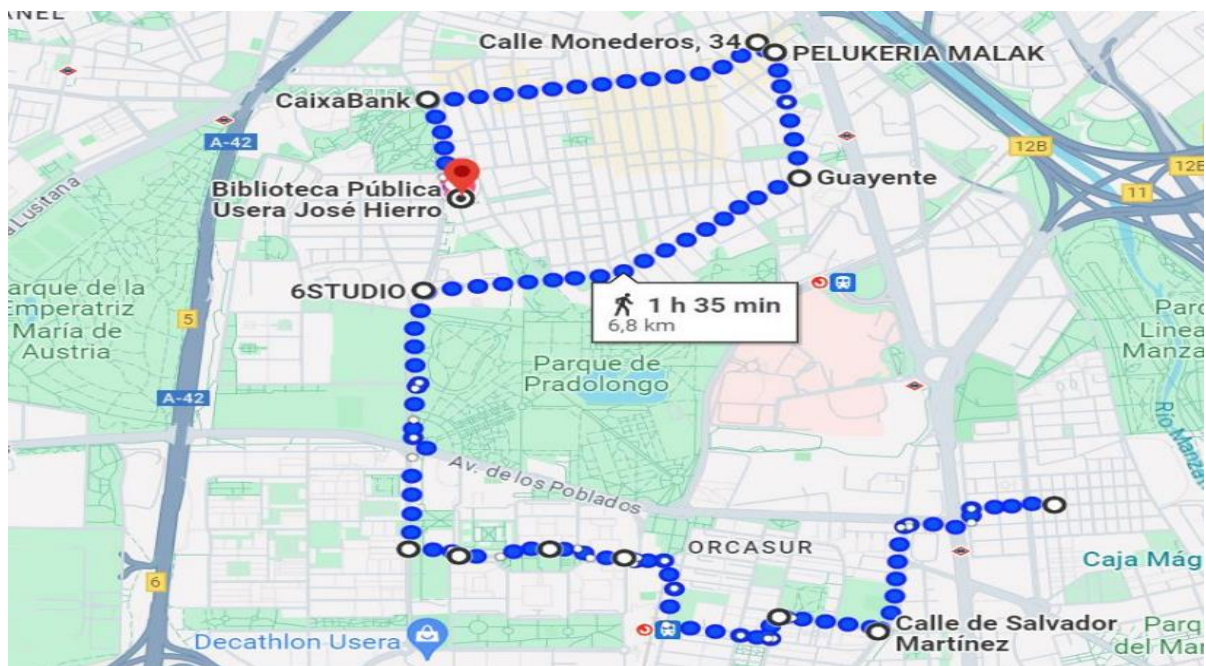 ANEL
Calle Monederos, 34
PELUKERIA MALAK
CaixaBank
A-42
12B
12B
11
Biblioteca Pública
Usera José Hierro
Guayente
a Lusitana
6STUDIO
1 h 35 min
6,8 km
arque de la
Emperatriz
María de
Austria
5
Parque de
Pradolongo
Parq
Linea
Manza
A-42
Río Manzan
Av. de los Poblados
ORCASUR
Caja Mág
6
Decathlon Usera
Calle de Salvador
Martínez
Parq
del Mar